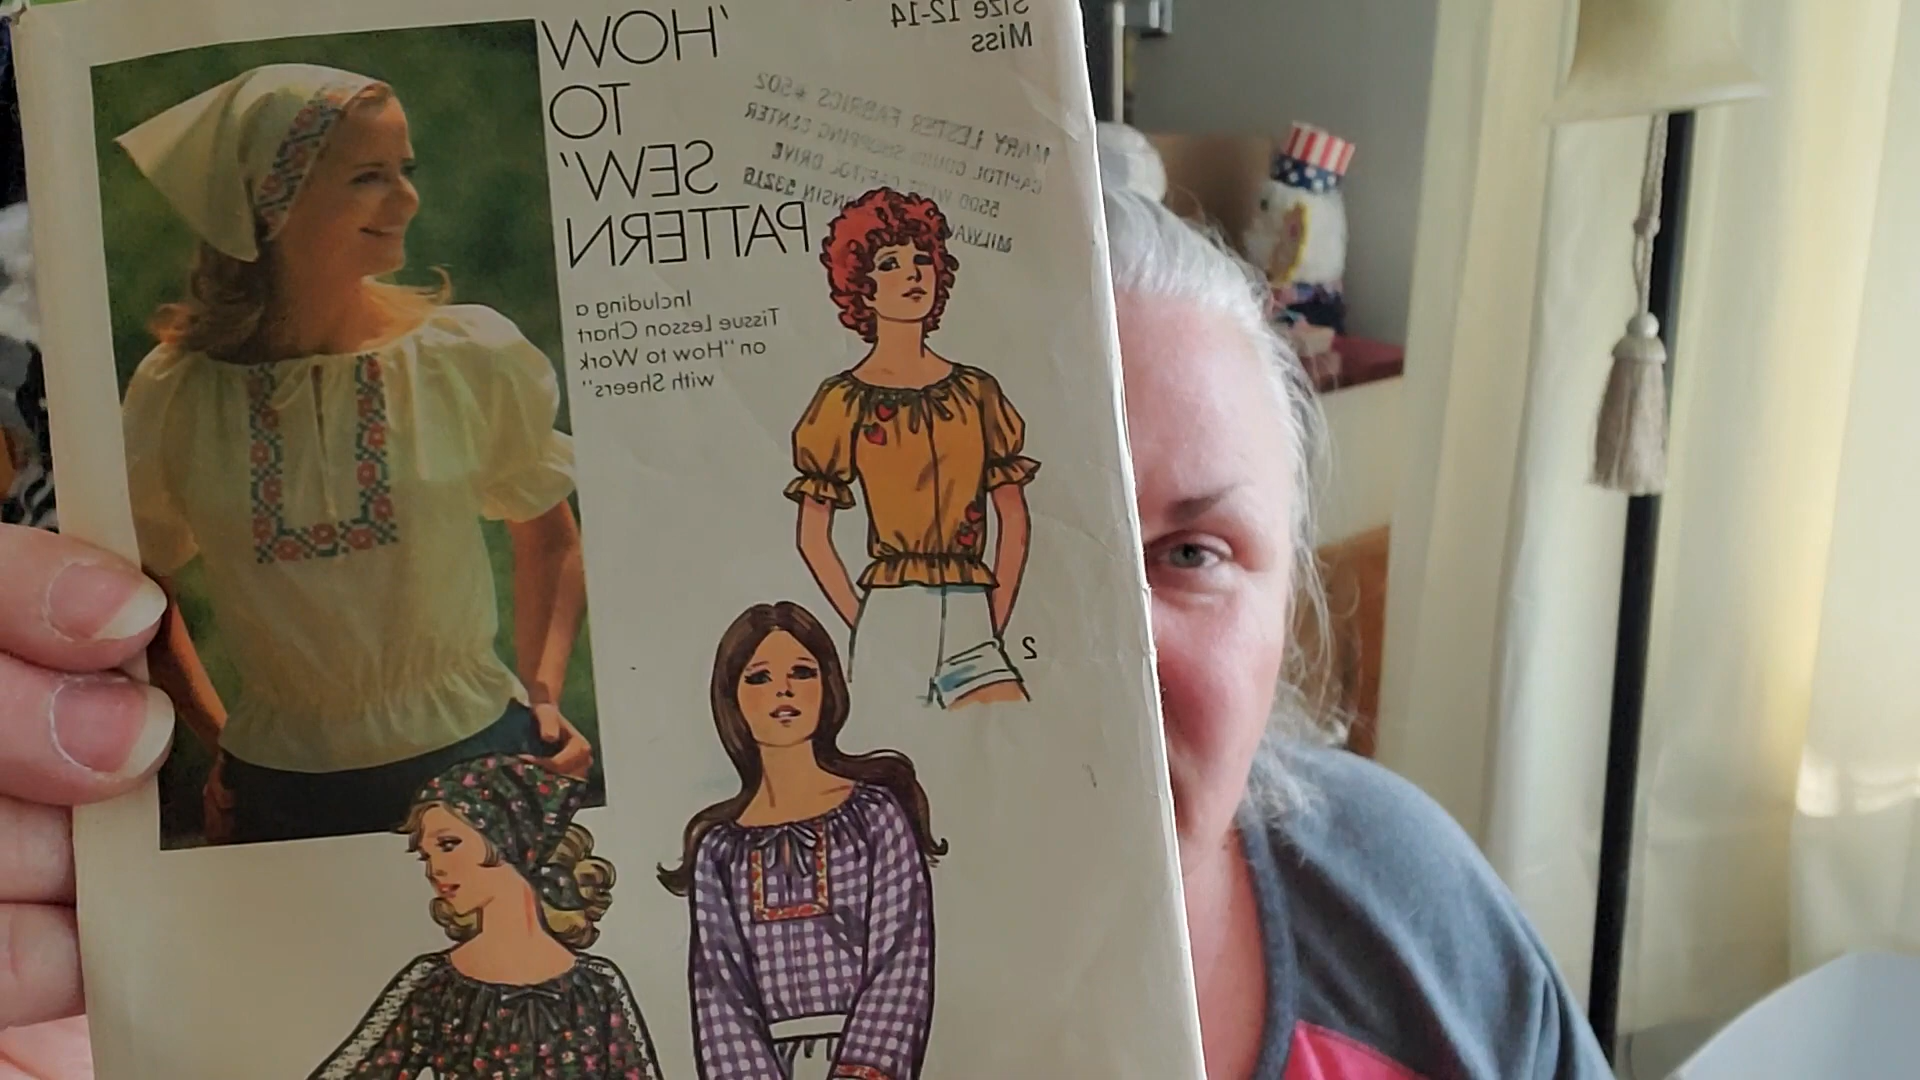 Size 12-14
Miss
'HOW
TO
SEW'
PATTERN
MARY LESTER FABRICS #502
CAPITOL SHOPPING CENTER
5500 WEST CAPITOL DRIVE
53216
Including a
Tissue Lesson Chart
on "How to Work
with Sheers"
2